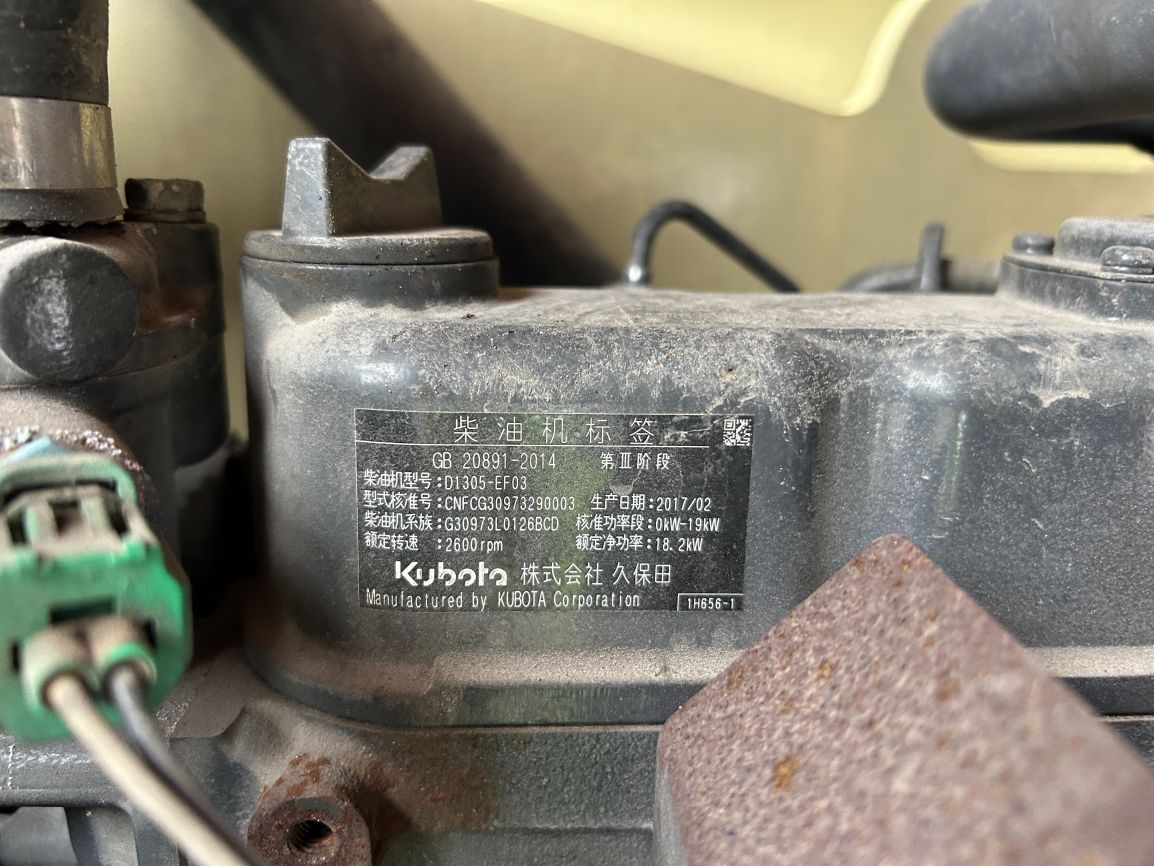 柴油机标签
GB 20891-2014 第Ⅲ阶段
柴油机型号:D1305-EF03
型式核准号:CNFCG30973290003 生产日期:2017/02
柴油机系族:G30973L0126BCD 核准功率段:0kW-19kW
额定转速 :2600rpm 额定净功率:18.2kW
Kubota 株式会社 久保田
Manufactured by KUBOTA Corporation 1H656-1